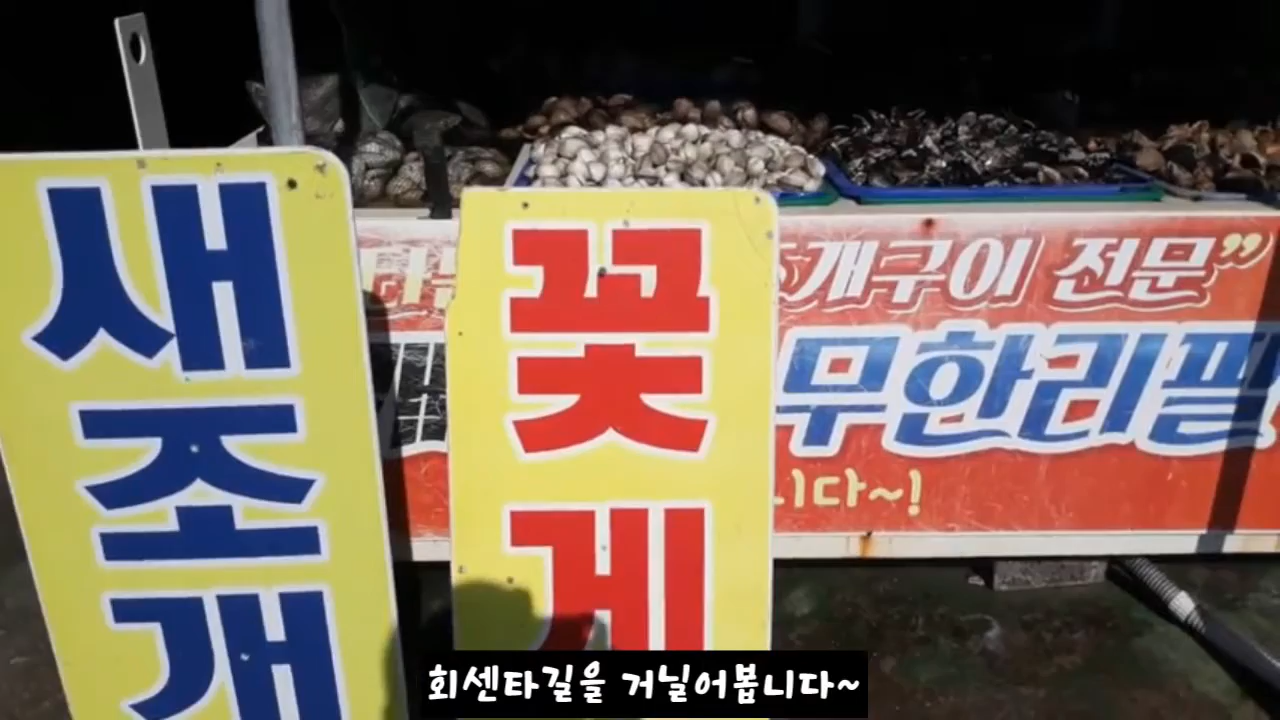 새조개
꽃게
개구이 전문”
무한리필
니다~!
회센타길을 거닐어봅니다~